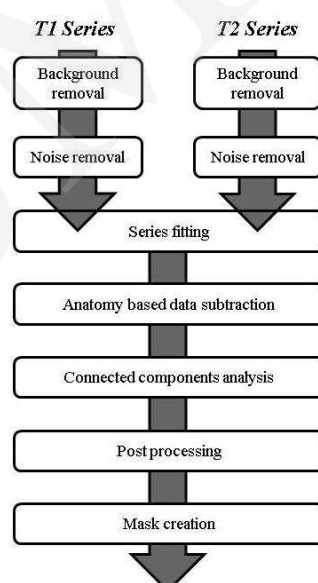 T1 Series T2 Series
Background removal Background removal
Noise removal Noise removal
Series fitting
Anatomy based data subtraction
Connected components analysis
Post processing
Mask creation